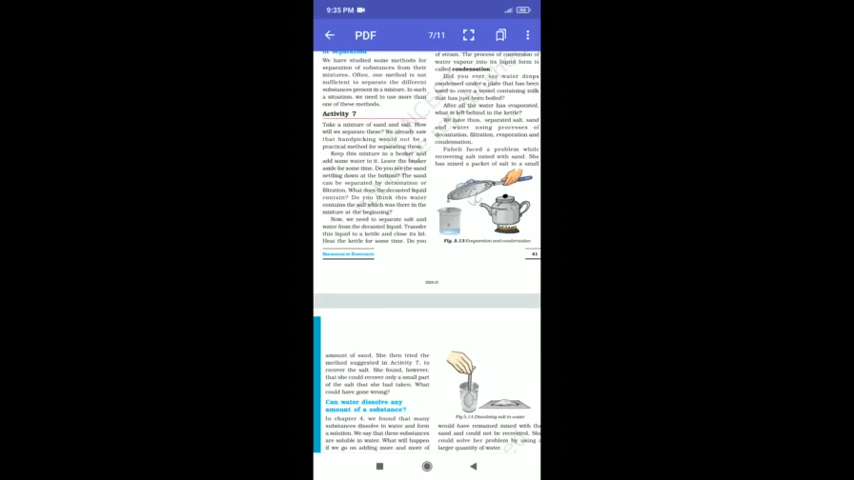 9:35 PM
PDF
7/11
of Separation
We have studied some methods for
separation of substances from their
mixtures. Often, one method is not
sufficient to separate the different
substances present in a mixture. In such
a situation, we need to use more than
one of these methods.
Activity 7
Take a mixture of sand and salt. How
will we separate these? We already saw
that handpicking would not be a
practical method for separating these.
Keep this mixture in a beaker and
add some water to it. Leave the beaker
aside for some time. Do you see the sand
settling down at the bottom? The sand
can be separated by decantation or
filtration. What does the decanted liquid
contain? Do you think this water
contains the salt which was there in the
mixture at the beginning?
Now, we need to separate salt and
water from the decanted liquid. Transfer
this liquid to a kettle and close its lid.
Heat the kettle for some time. Do you
of steam. The process of conversion of
water vapour into its liquid form is
called condensation.
Did you ever see water drops
condensed under a plate that has been
used to cover a vessel containing milk
that has just been boiled?
After all the water has evaporated,
what is left behind in the kettle?
We have thus, separated salt, sand
and water using processes of
decantation, filtration, evaporation and
condensation.
Paheli faced a problem while
recovering salt mixed with sand. She
has mixed a packet of salt in a small
Fig. 5.13 Evaporation and condensation
Separation of Substances
41
2020-21
amount of sand. She then tried the
method suggested in Activity 7, to
recover the salt. She found, however,
that she could recover only a small part
of the salt that she had taken. What
could have gone wrong?
Can water dissolve any
amount of a substance?
In chapter 4, we found that many
substances dissolve in water and form
a solution. We say that these substances
are soluble in water. What will happen
if we go on adding more and more of
Fig 5.14 Dissolving salt in water
would have remained mixed with the
sand and could not be recovered. She
could solve her problem by using a
larger quantity of water.